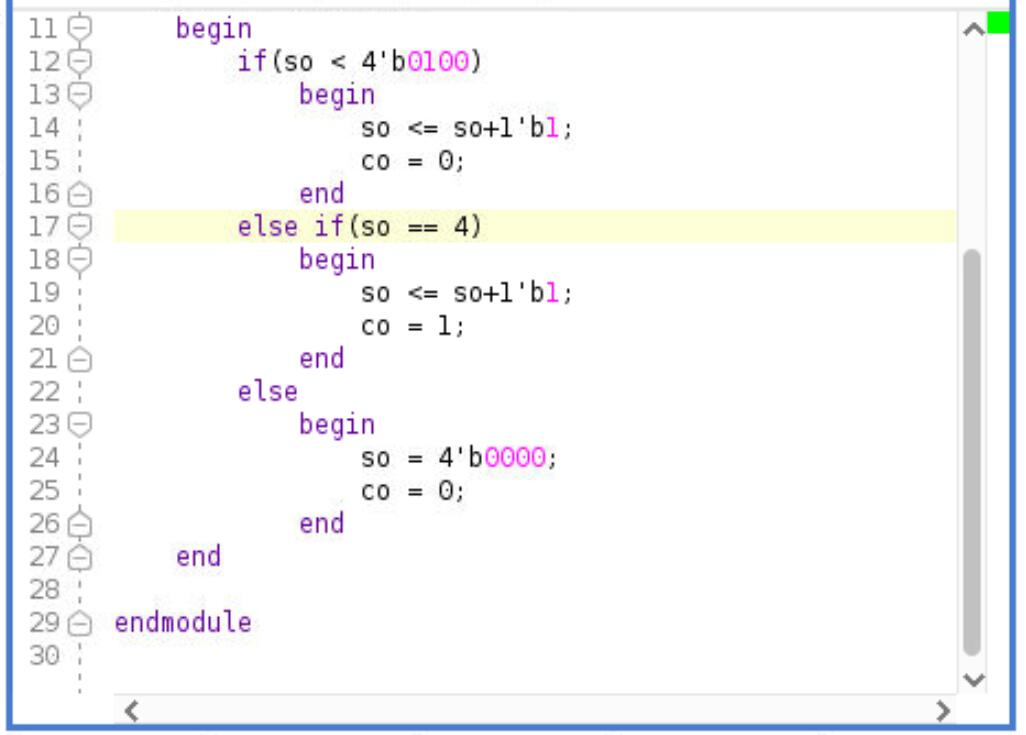 11 begin
12 if(so < 4'b0100)
13 begin
14 so <= so+1'b1;
15 co = 0;
16 end
17 else if(so == 4)
18 begin
19 so <= so+1'b1;
20 co = 1;
21 end
22 else
23 begin
24 so = 4'b0000;
25 co = 0;
26 end
27 end
28
29 endmodule
30